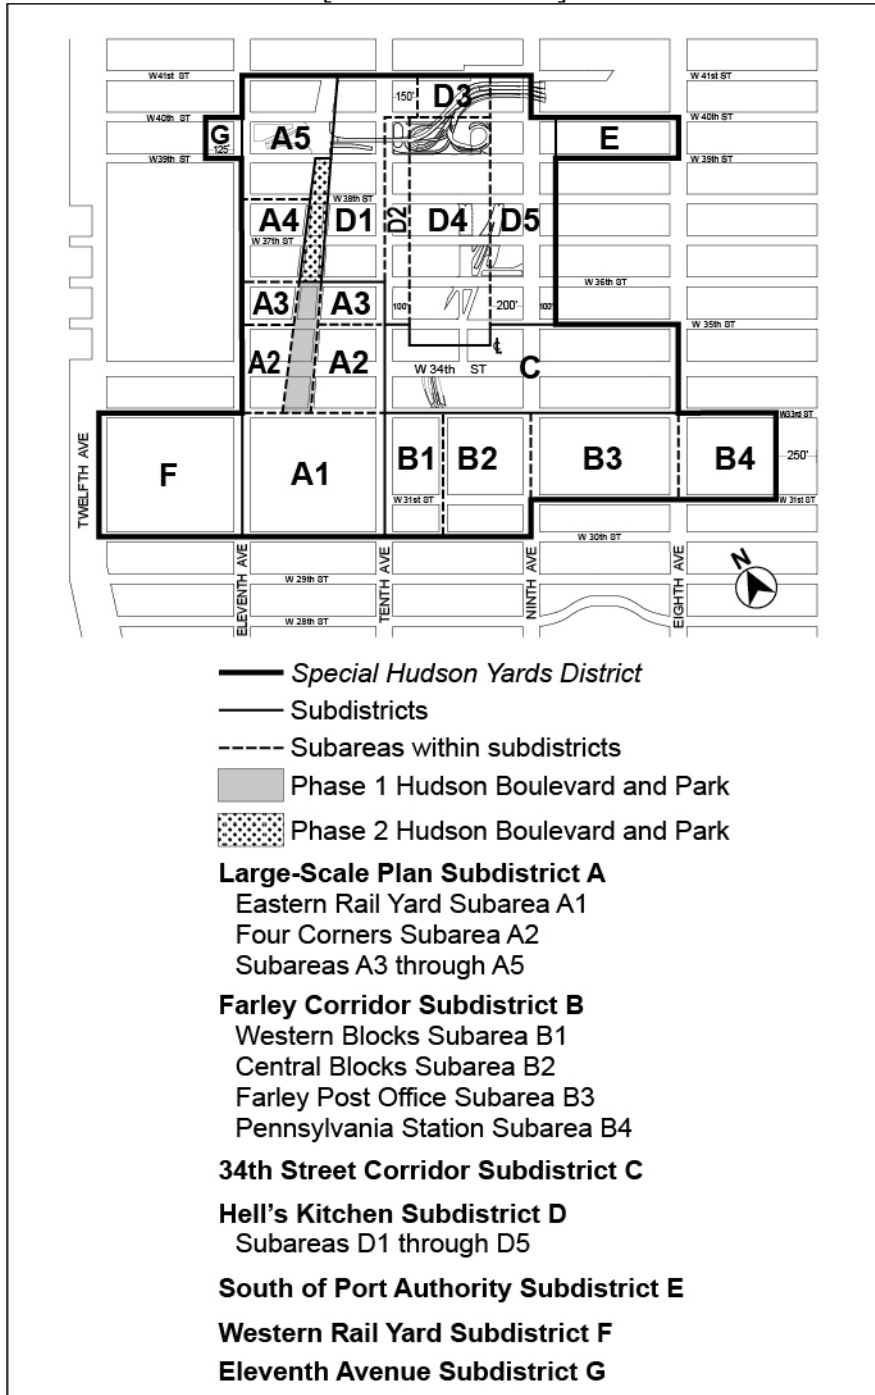 W 41st ST
W 41st ST
150'
D3
W 40th ST
W 40th ST
G
125'
A5
E
W 39th ST
W 39th ST
W 38th ST
A4
D1
D2
D4
D5
W 37th ST
W 36th ST
A3
A3
100'
200'
100'
W 35th ST
A2
A2
C
W 34th ST
W33rd ST
TWELFTH AVE
F
A1
B1
B2
B3
B4
250'
W 31st ST
W 31st ST
W 30th ST
ELEVENTH AVE
TENTH AVE
NINTH AVE
EIGHTH AVE
N
W 29th ST
W 28th ST
Special Hudson Yards District
Subdistricts
Subareas within subdistricts
Phase 1 Hudson Boulevard and Park
Phase 2 Hudson Boulevard and Park
Large-Scale Plan Subdistrict A
Eastern Rail Yard Subarea A1
Four Corners Subarea A2
Subareas A3 through A5
Farley Corridor Subdistrict B
Western Blocks Subarea B1
Central Blocks Subarea B2
Farley Post Office Subarea B3
Pennsylvania Station Subarea B4
34th Street Corridor Subdistrict C
Hell's Kitchen Subdistrict D
Subareas D1 through D5
South of Port Authority Subdistrict E
Western Rail Yard Subdistrict F
Eleventh Avenue Subdistrict G